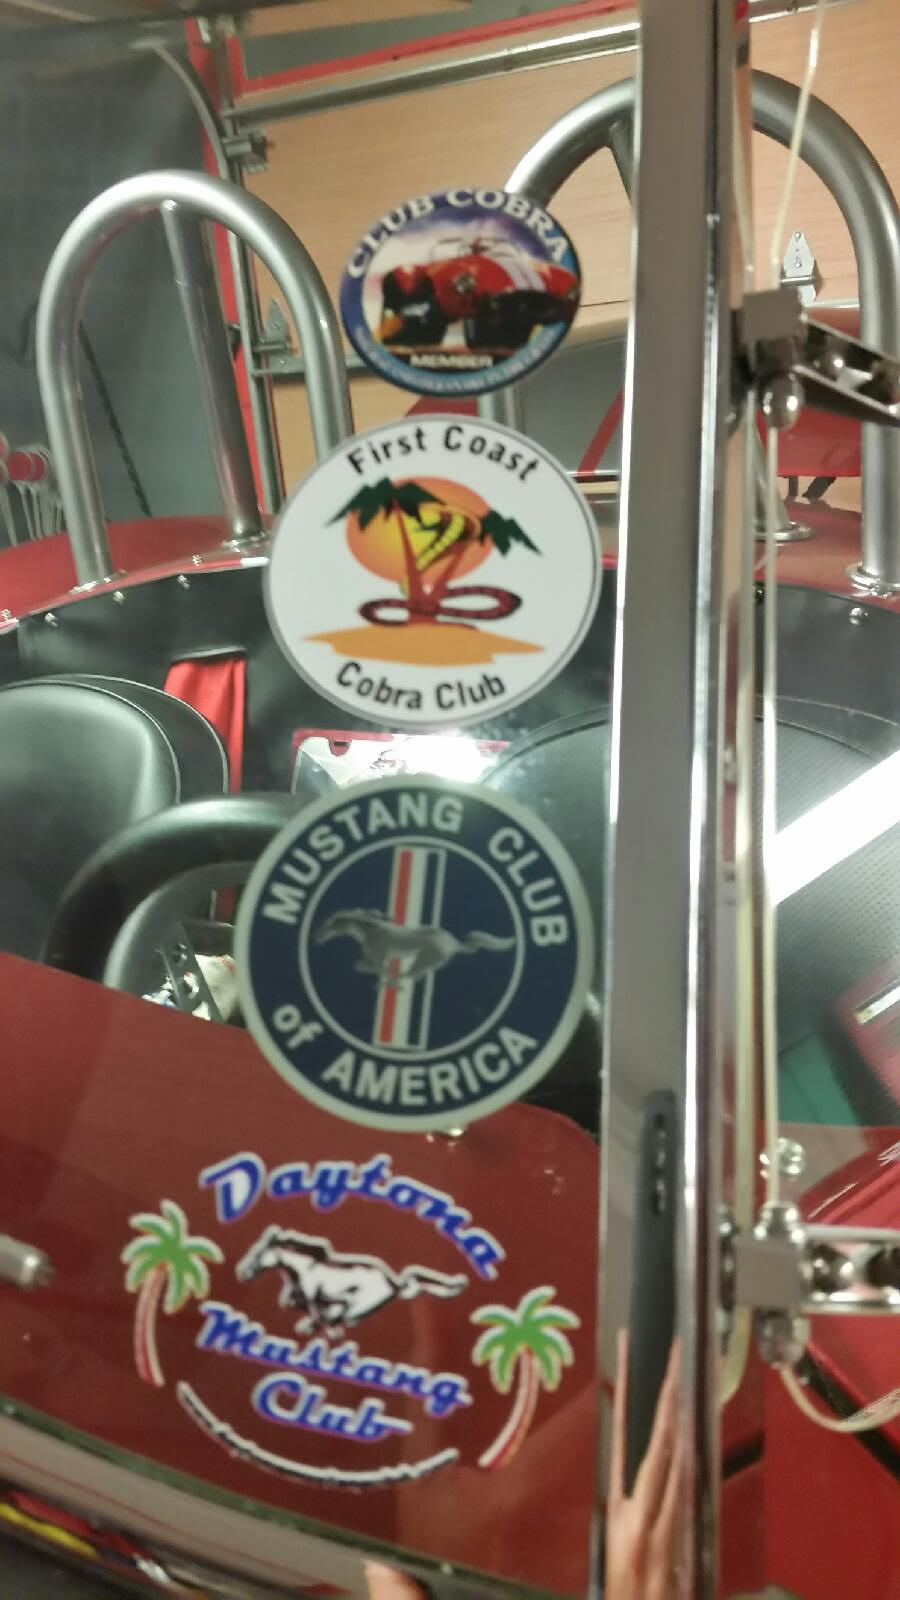 CLUB COBRA
MEMBER
First Coast
Cobra Club
MUSTANG CLUB
of AMERICA
Daytona
Mustang
Club